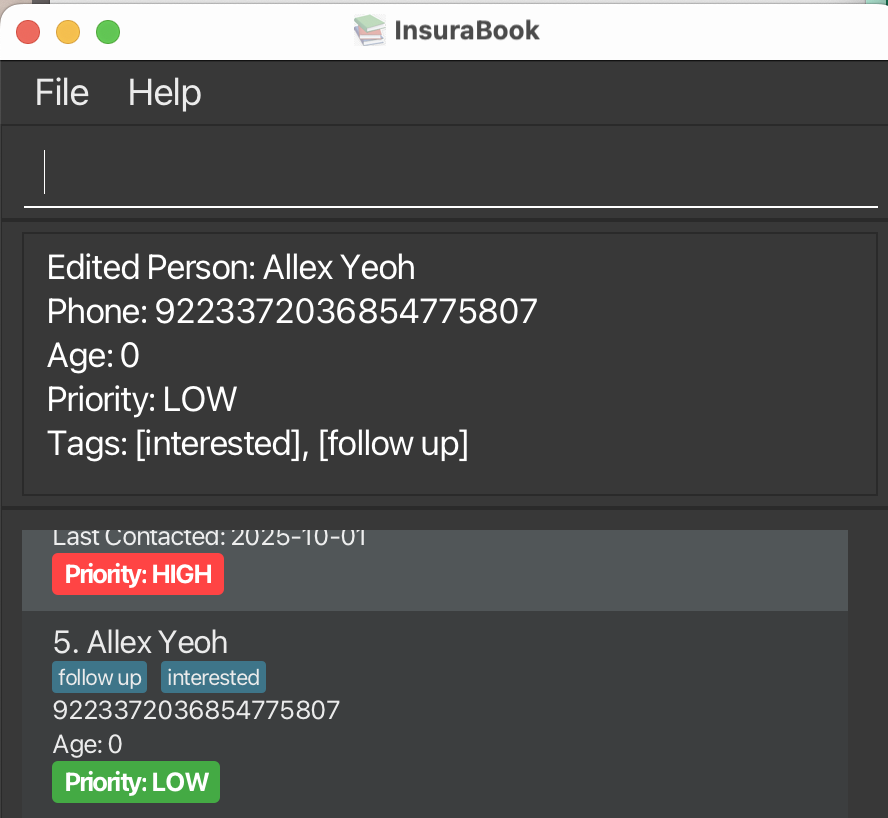 InsuraBook
File Help
Edited Person: Allex Yeoh
Phone: 9223372036854775807
Age: 0
Priority: LOW
Tags: [interested], [follow up]
Last Contacted: 2025-10-01
Priority: HIGH
5. Allex Yeoh
follow up interested
9223372036854775807
Age: 0
Priority: LOW